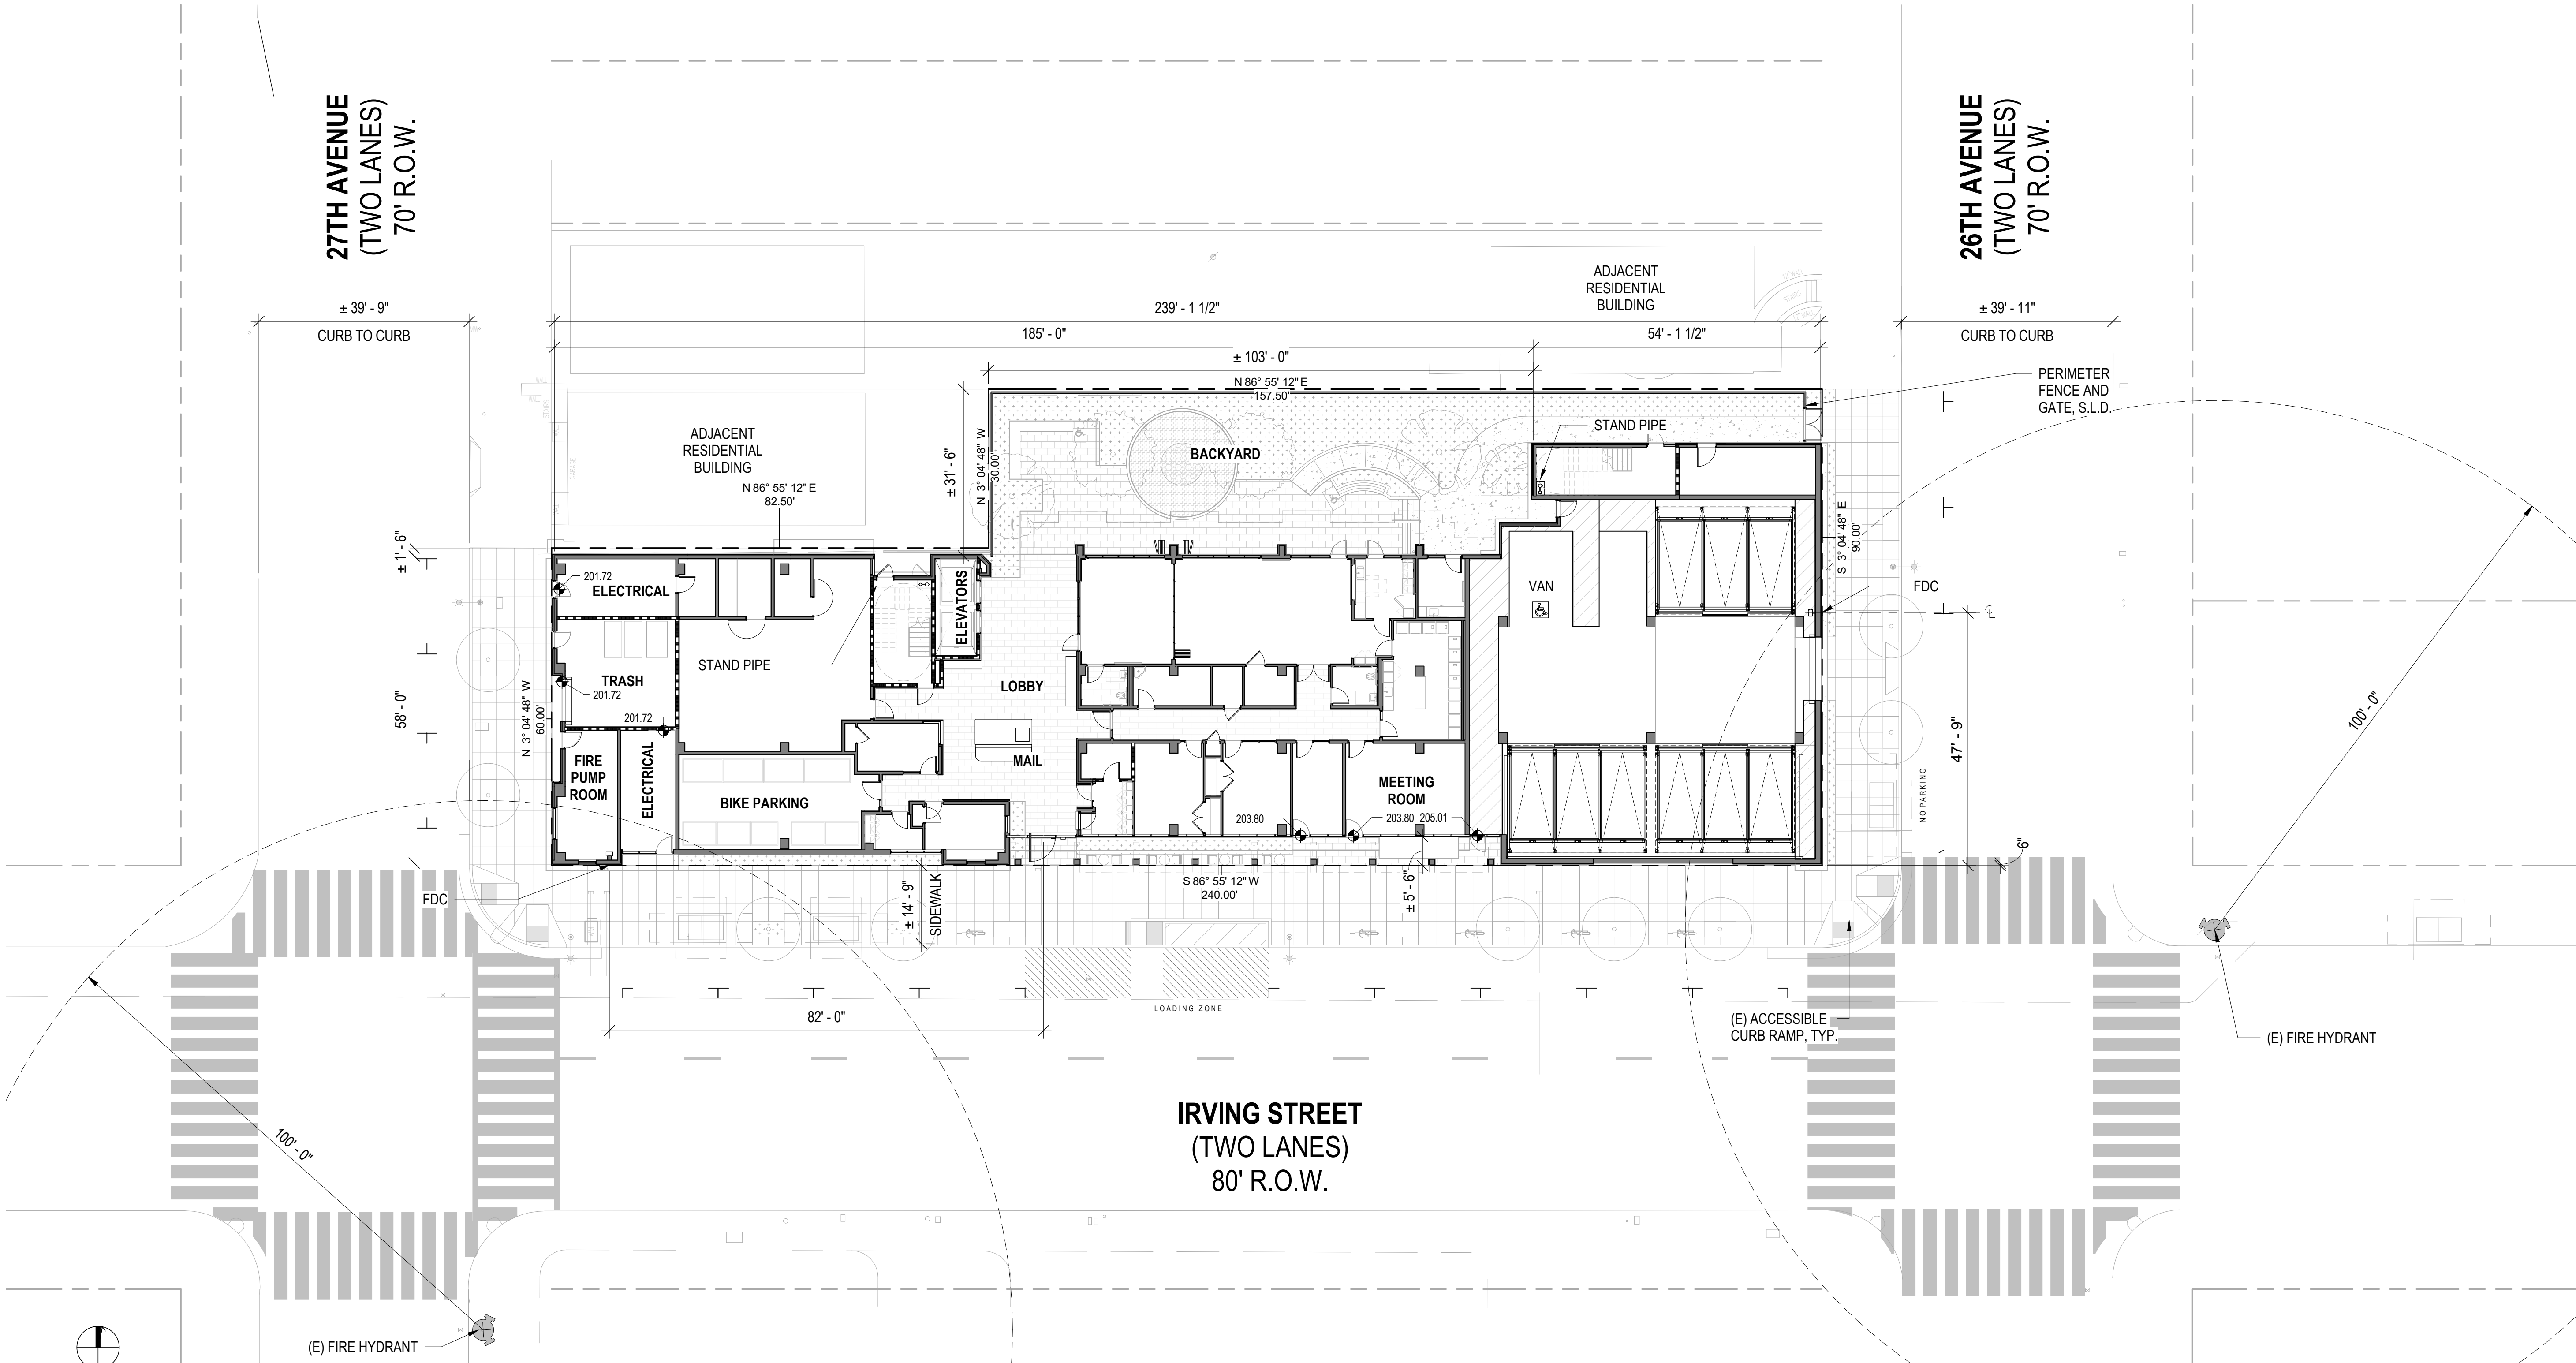 27TH AVENUE
(TWO LANES)
70' R.O.W.
26TH AVENUE
(TWO LANES)
70' R.O.W.
± 39' - 9"
CURB TO CURB
239' - 1 1/2"
185' - 0"
54' - 1 1/2"
± 103' - 0"
± 39' - 11"
CURB TO CURB
ADJACENT
RESIDENTIAL
BUILDING
PERIMETER
FENCE AND
GATE, S.L.D.
N 86° 55' 12" E
157.50'
ADJACENT
RESIDENTIAL
BUILDING
N 86° 55' 12" E
82.50'
± 31' - 6"
N 3° 04' 48" W
30.00'
BACKYARD
STAND PIPE
S 3° 04' 48" E
90.00'
± 1' - 6"
58' - 0"
N 3° 04' 48" W
60.00'
201.72
ELECTRICAL
ELEVATORS
VAN
FDC
STAND PIPE
TRASH
201.72
201.72
LOBBY
MAIL
FIRE
PUMP
ROOM
ELECTRICAL
BIKE PARKING
MEETING
ROOM
203.80
203.80
205.01
47' - 9"
NO PARKING
6"
100' - 0"
FDC
± 14' - 9"
SIDEWALK
S 86° 55' 12" W
240.00'
± 5' - 6"
82' - 0"
LOADING ZONE
(E) ACCESSIBLE
CURB RAMP, TYP.
(E) FIRE HYDRANT
IRVING STREET
(TWO LANES)
80' R.O.W.
100' - 0"
(E) FIRE HYDRANT